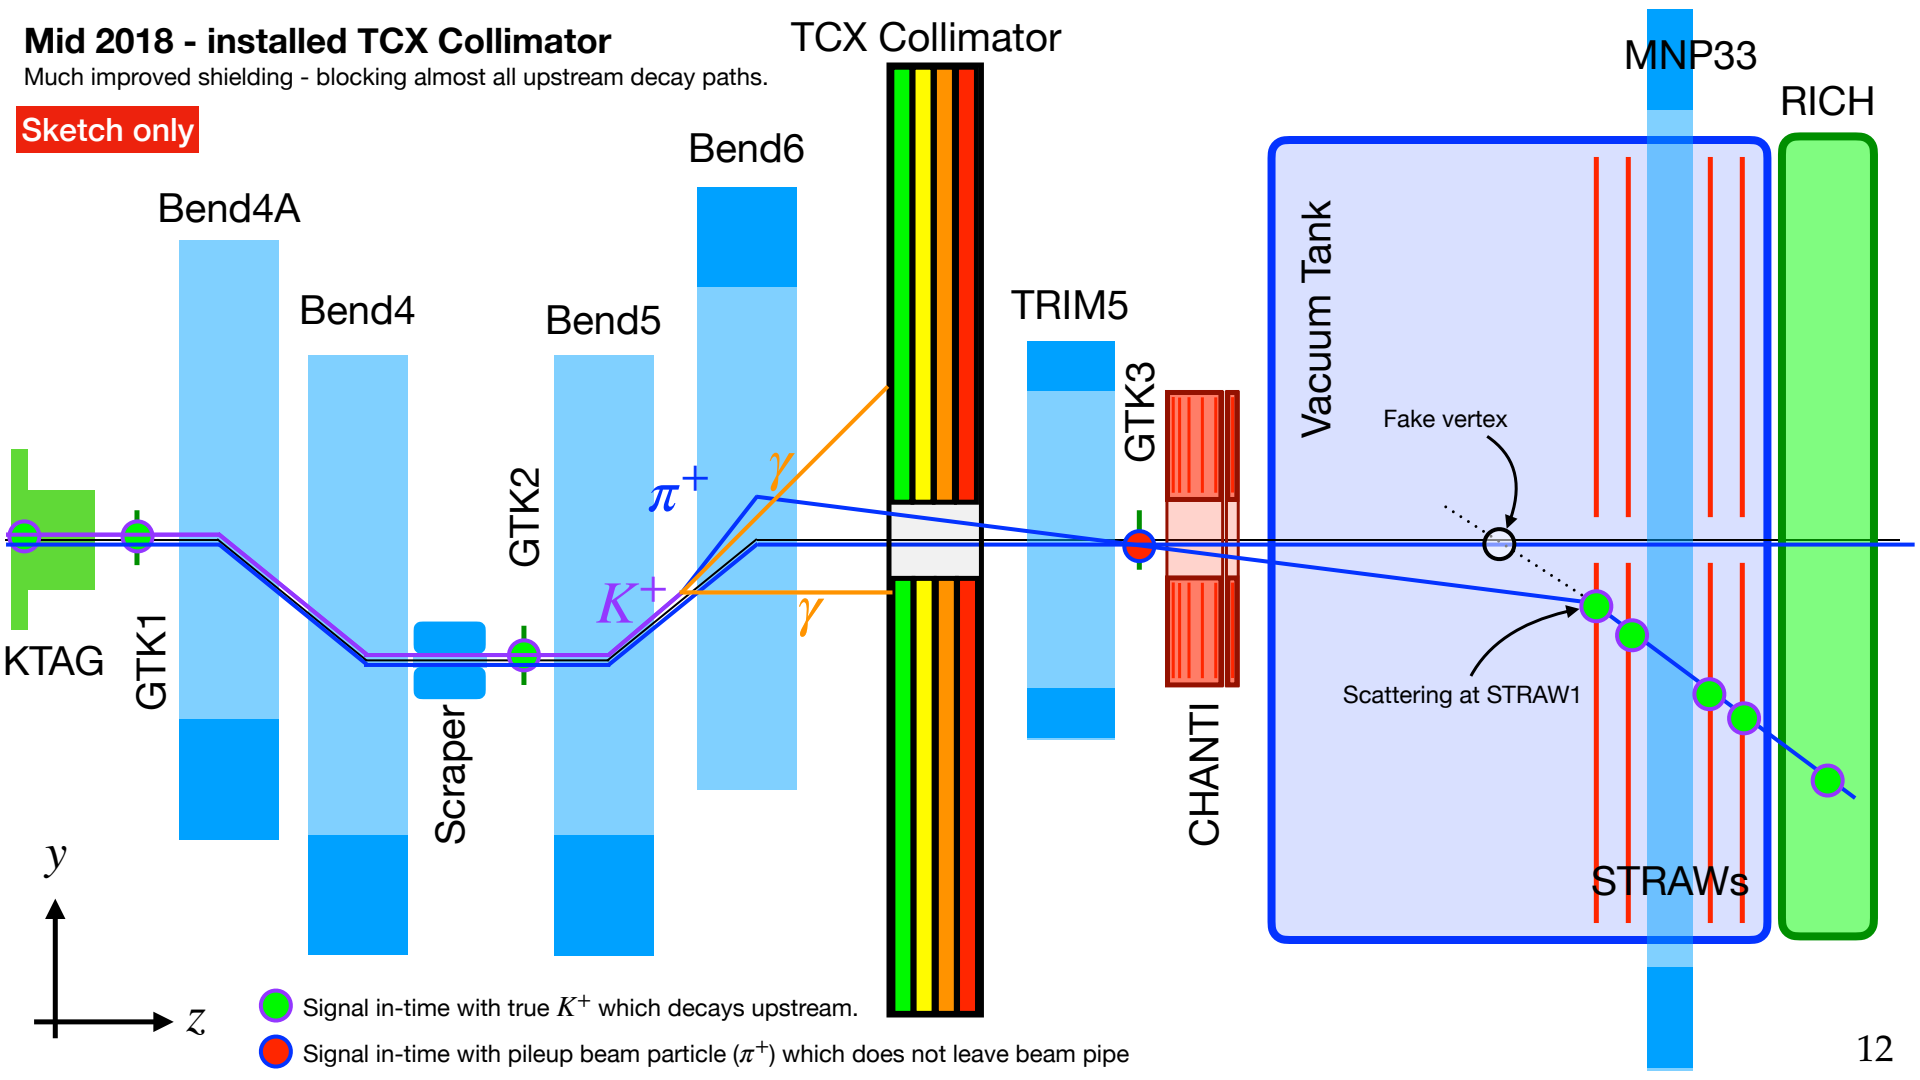 Mid 2018 - installed TCX Collimator
Much improved shielding - blocking almost all upstream decay paths.
Sketch only
TCX Collimator
MNP33
RICH
Bend6
Bend4A
Bend4
Bend5
TRIM5
Vacuum Tank
GTK3
Fake vertex
GTK2
γ
π+
K+
γ
KTAG
GTK1
Scraper
CHANTI
Scattering at STRAW1
STRAWs
y
z
Signal in-time with true K+ which decays upstream.
Signal in-time with pileup beam particle (π+) which does not leave beam pipe
12